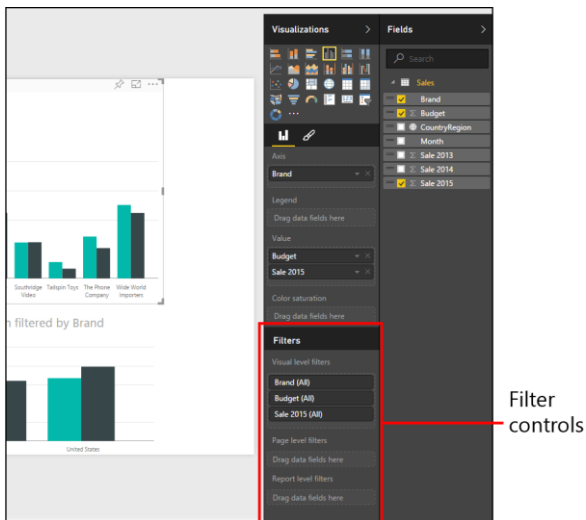 Visualizations
Fields
Search
Sales
Brand
Budget
CountryRegion
Month
Sale 2013
Sale 2014
Sale 2015
Axis
Brand
Legend
Drag data fields here
Value
Budget
Sale 2015
Color saturation
Drag data fields here
Southridge Video
Tailspin Toys
The Phone Company
Wide World Importers
n filtered by Brand
United States
Filters
Visual level filters
Brand (All)
Budget (All)
Sale 2015 (All)
Page level filters
Drag data fields here
Report level filters
Drag data fields here
Filter
controls